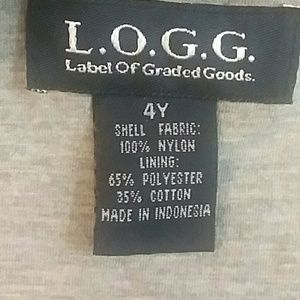 L.O.G.G.
Label Of Graded Goods.
4Y
SHELL FABRIC:
100% NYLON
LINING:
65% POLYESTER
35% COTTON
MADE IN INDONESIA